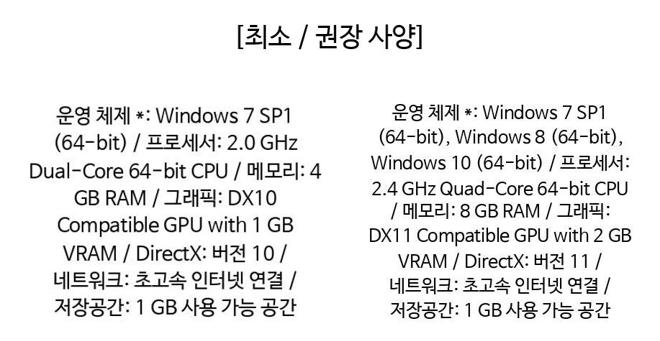 [최소 / 권장 사양]
운영 체제 *: Windows 7 SP1
(64-bit) / 프로세서: 2.0 GHz
Dual-Core 64-bit CPU / 메모리: 4
GB RAM / 그래픽: DX10
Compatible GPU with 1 GB
VRAM / DirectX: 버전 10 /
네트워크: 초고속 인터넷 연결 /
저장공간: 1 GB 사용 가능 공간
운영 체제 *: Windows 7 SP1
(64-bit), Windows 8 (64-bit),
Windows 10 (64-bit) / 프로세서:
2.4 GHz Quad-Core 64-bit CPU
/ 메모리: 8 GB RAM / 그래픽:
DX11 Compatible GPU with 2 GB
VRAM / DirectX: 버전 11 /
네트워크: 초고속 인터넷 연결 /
저장공간: 1 GB 사용 가능 공간